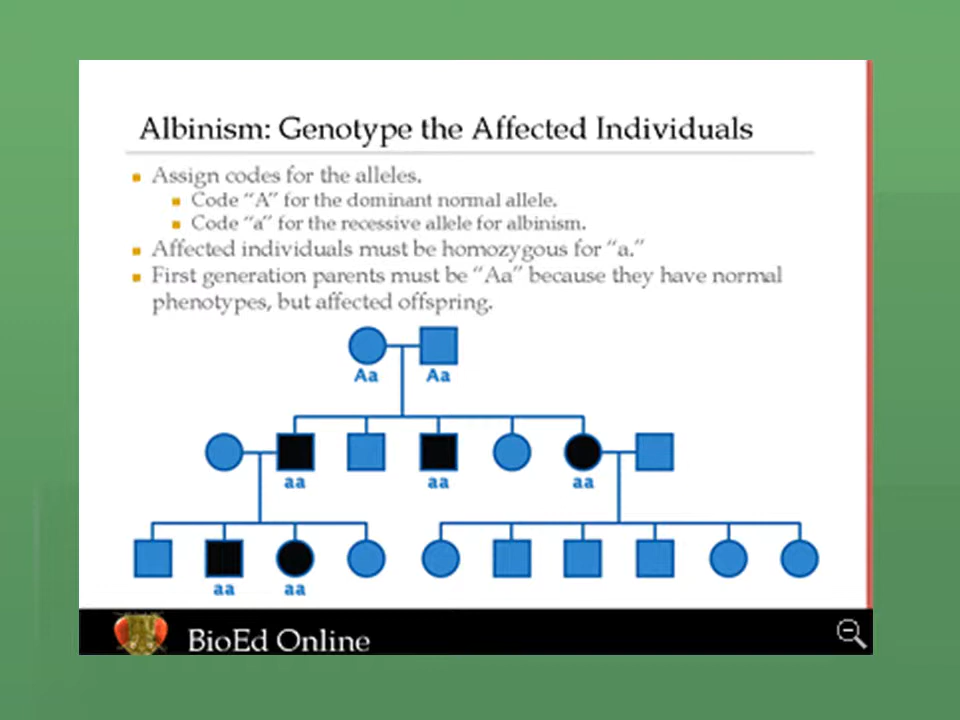 Albinism: Genotype the Affected Individuals
Assign codes for the alleles.
Code “A” for the dominant normal allele.
Code “a” for the recessive allele for albinism.
Affected individuals must be homozygous for “a.”
First generation parents must be “Aa” because they have normal
phenotypes, but affected offspring.
Aa Aa
aa aa aa
aa aa
BioEd Online